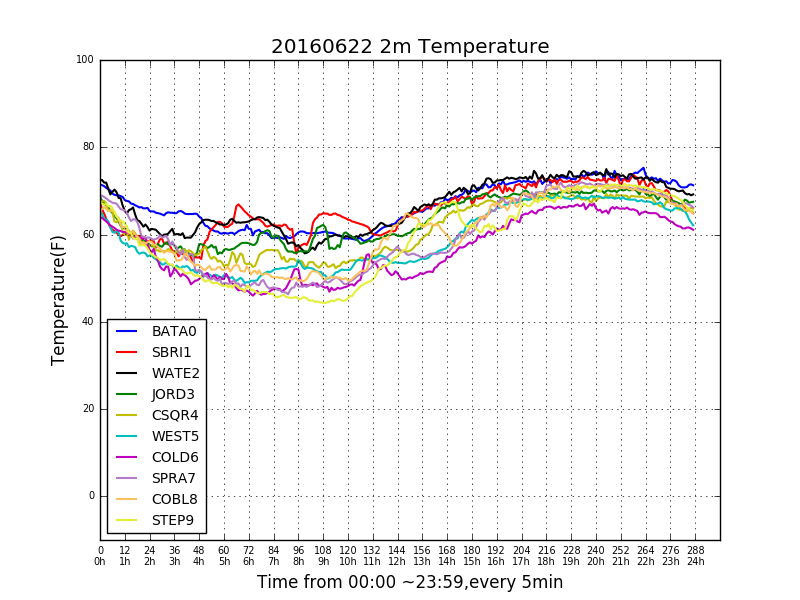 20160622 2m Temperature
100
80
60
40
20
0
Temperature(F)
BATA0
SBRI1
WATE2
JORD3
CSQR4
WEST5
COLD6
SPRA7
COBL8
STEP9
0 12 24 36 48 60 72 84 96 108 120 132 144 156 168 180 192 204 216 228 240 252 264 276 288
0h 1h 2h 3h 4h 5h 6h 7h 8h 9h 10h 11h 12h 13h 14h 15h 16h 17h 18h 19h 20h 21h 22h 23h 24h
Time from 00:00 ~23:59,every 5min